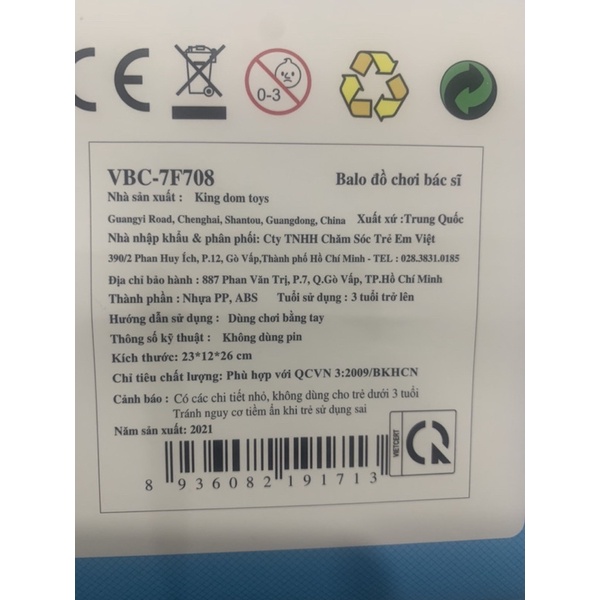 CE
0-3
VBC-7F708 Balo đồ chơi bác sĩ
Nhà sản xuất : King dom toys
Guangyi Road, Chenghai, Shantou, Guangdong, China Xuất xứ :Trung Quốc
Nhà nhập khẩu & phân phối: Cty TNHH Chăm Sóc Trẻ Em Việt
390/2 Phan Huy Ích, P.12, Gò Vấp,Thành phố Hồ Chí Minh - TEL : 028.3831.0185
Địa chỉ bảo hành : 887 Phan Văn Trị, P.7, Q.Gò Vấp, TP.Hồ Chí Minh
Thành phần : Nhựa PP, ABS Tuổi sử dụng : 3 tuổi trở lên
Hướng dẫn sử dụng : Dùng chơi bằng tay
Thông số kỹ thuật : Không dùng pin
Kích thước: 23*12*26 cm
Chỉ tiêu chất lượng: Phù hợp với QCVN 3:2009/BKHCN
Cảnh báo : Có các chi tiết nhỏ, không dùng cho trẻ dưới 3 tuổi
Tránh nguy cơ tiềm ẩn khi trẻ sử dụng sai
Năm sản xuất: 2021
VIETCERT CR
8 936082 191713